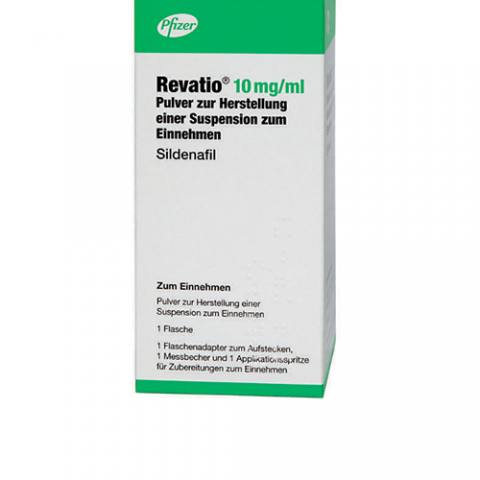 Pfizer
Revatio® 10 mg/ml
Pulver zur Herstellung
einer Suspension zum
Einnehmen
Sildenafil
Zum Einnehmen
Pulver zur Herstellung einer
Suspension zum Einnehmen
1 Flasche
1 Flaschenadapter zum Aufstecken,
1 Messbecher und 1 Applikationsspritze
für Zubereitungen zum Einnehmen